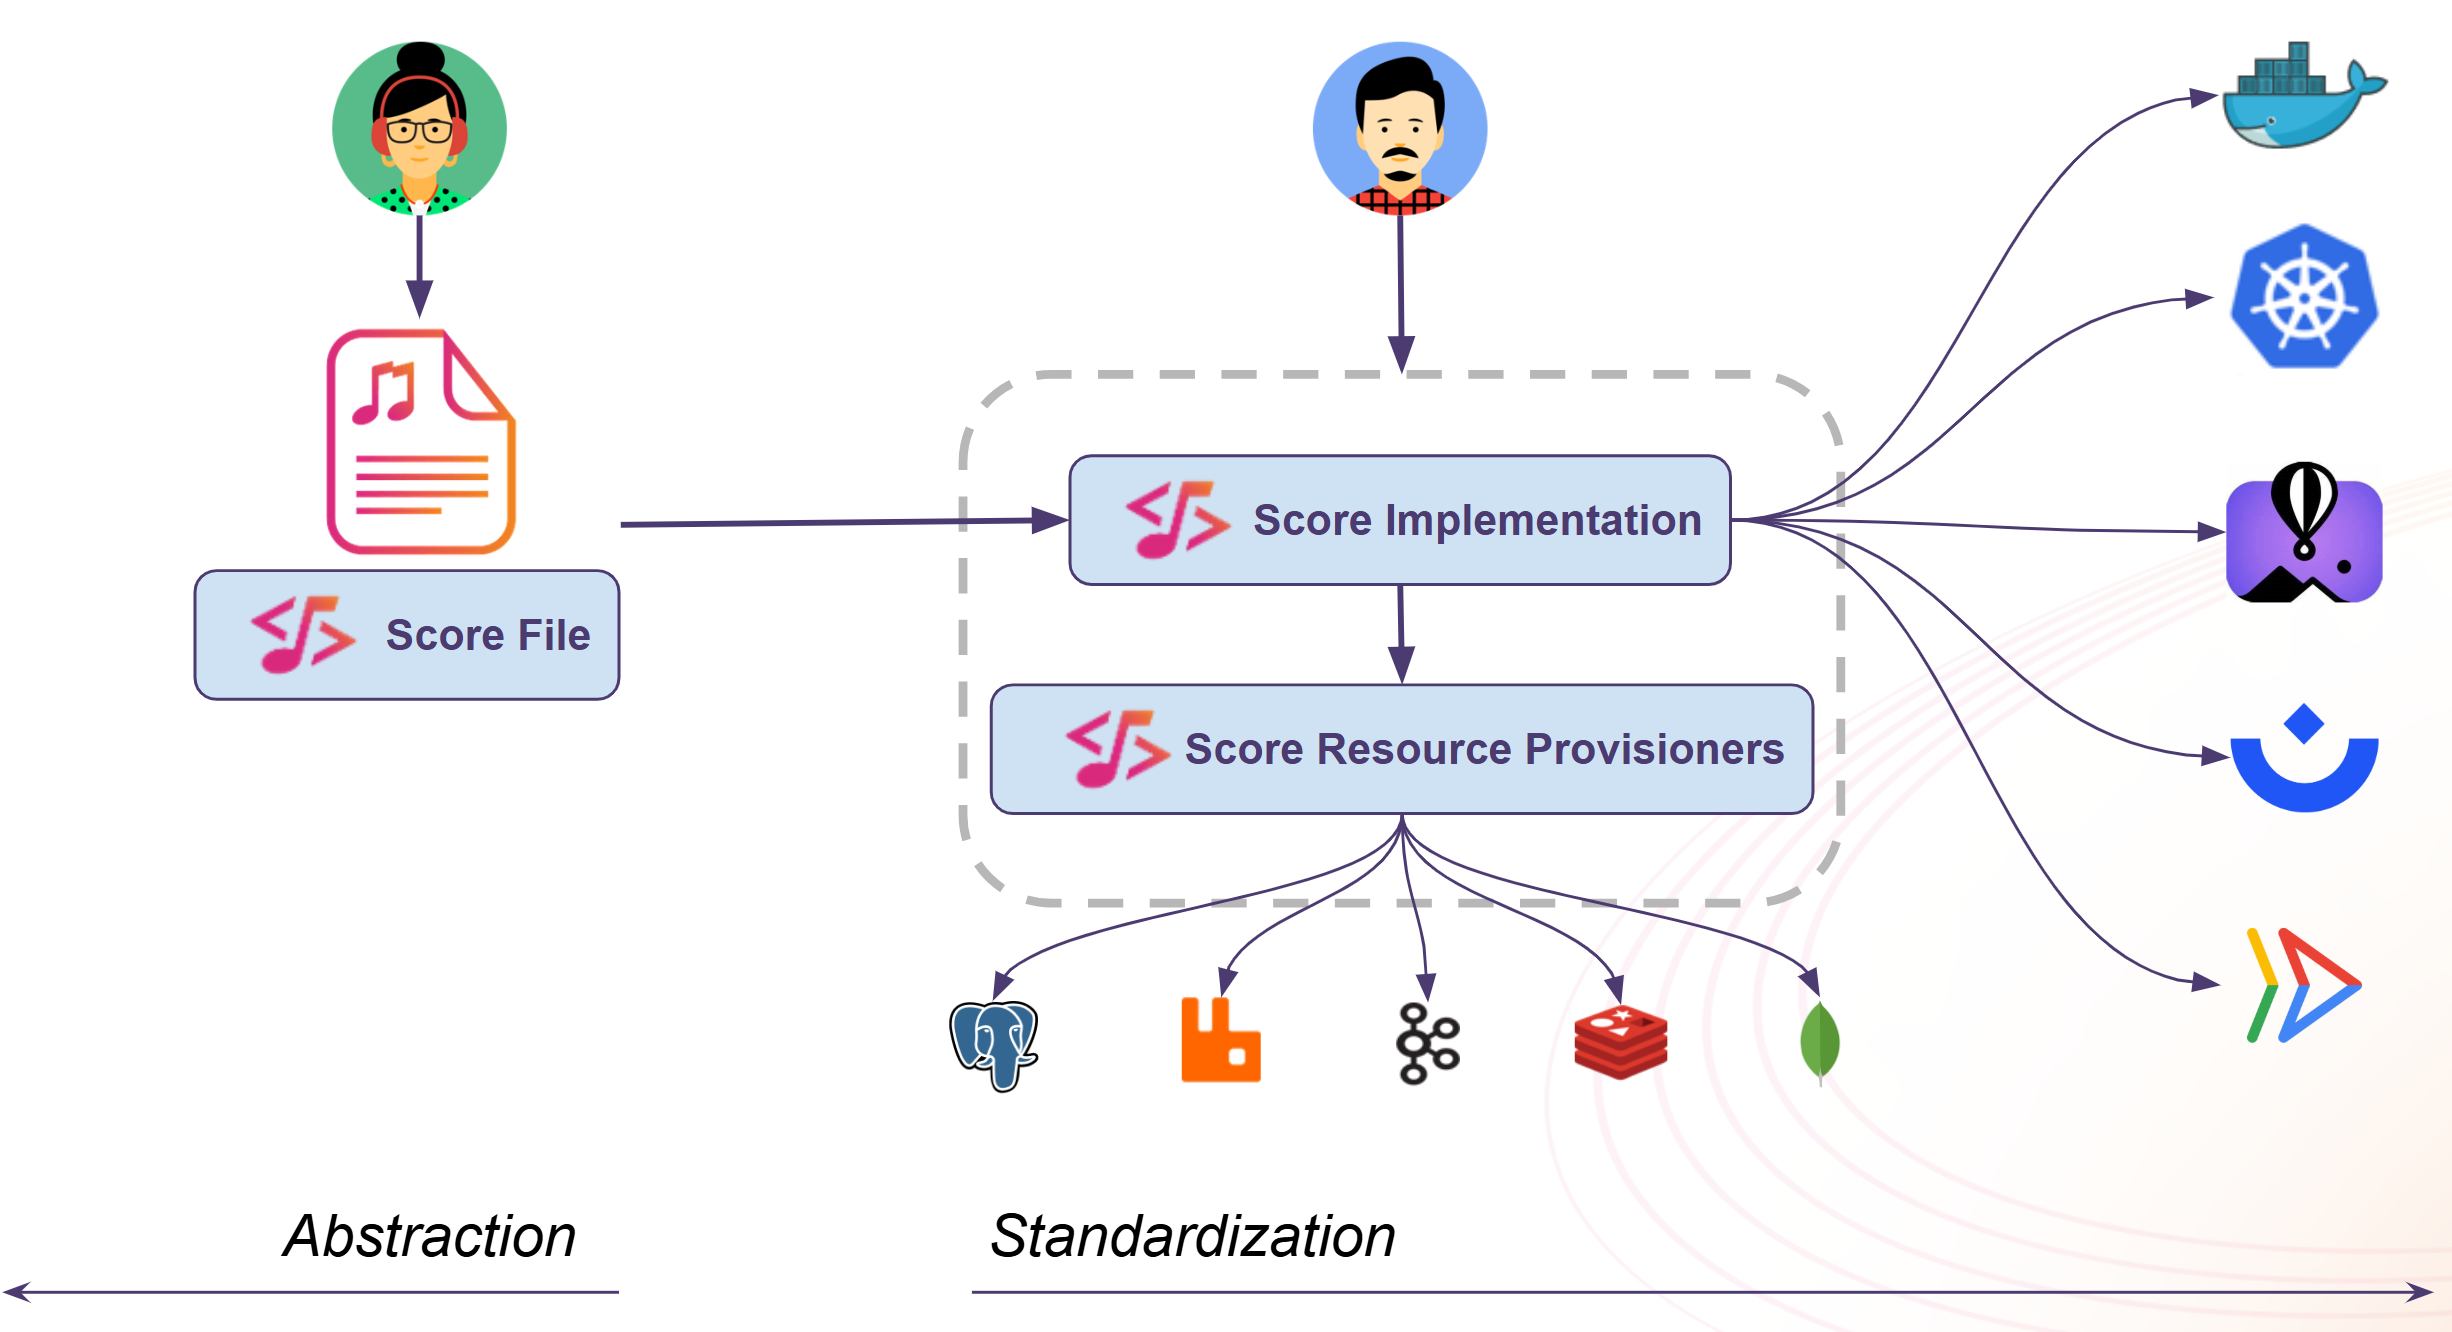 Score Implementation
Score File
Score Resource Provisioners
Abstraction
Standardization